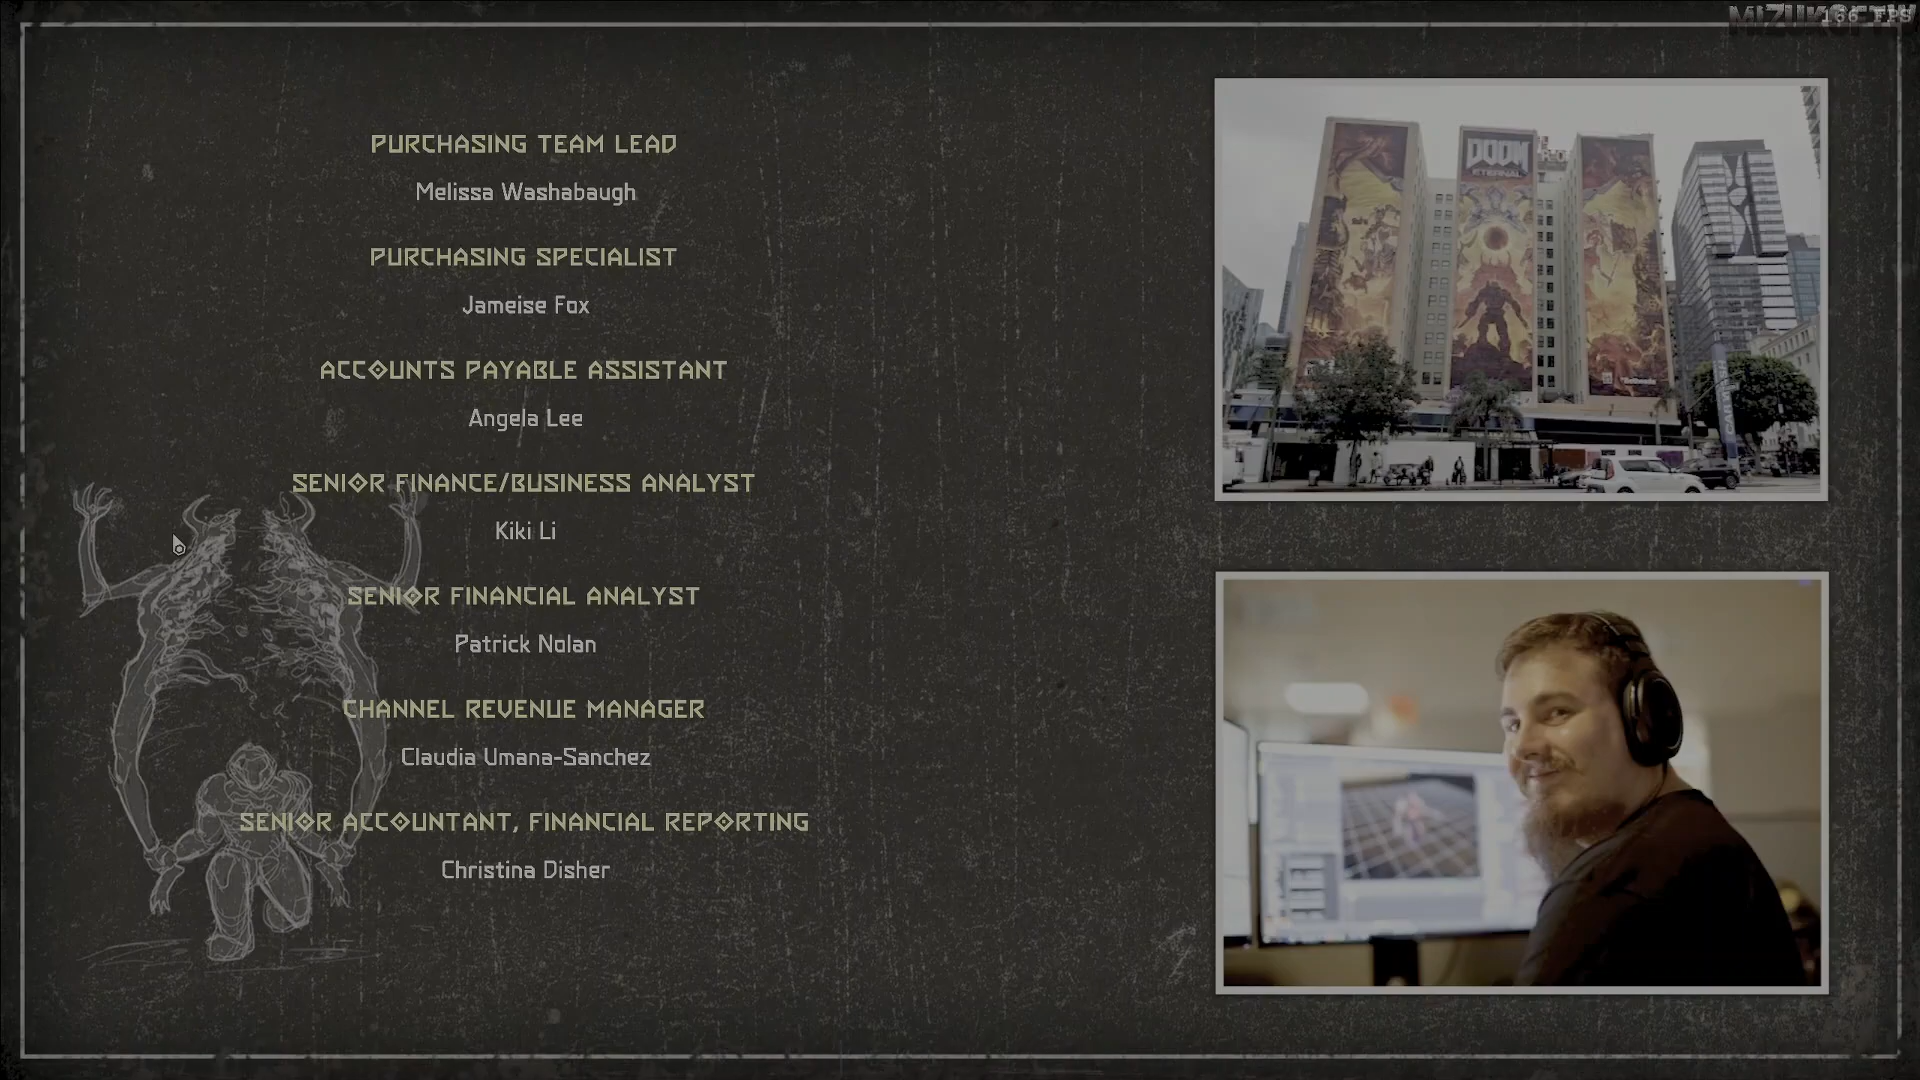 166 FPS
PURCHASING TEAM LEAD
Melissa Washabaugh
PURCHASING SPECIALIST
Jameise Fox
ACCOUNTS PAYABLE ASSISTANT
Angela Lee
SENIOR FINANCE/BUSINESS ANALYST
Kiki Li
SENIOR FINANCIAL ANALYST
Patrick Nolan
CHANNEL REVENUE MANAGER
Claudia Umana-Sanchez
SENIOR ACCOUNTANT, FINANCIAL REPORTING
Christina Disher
DOOM
ETERNAL